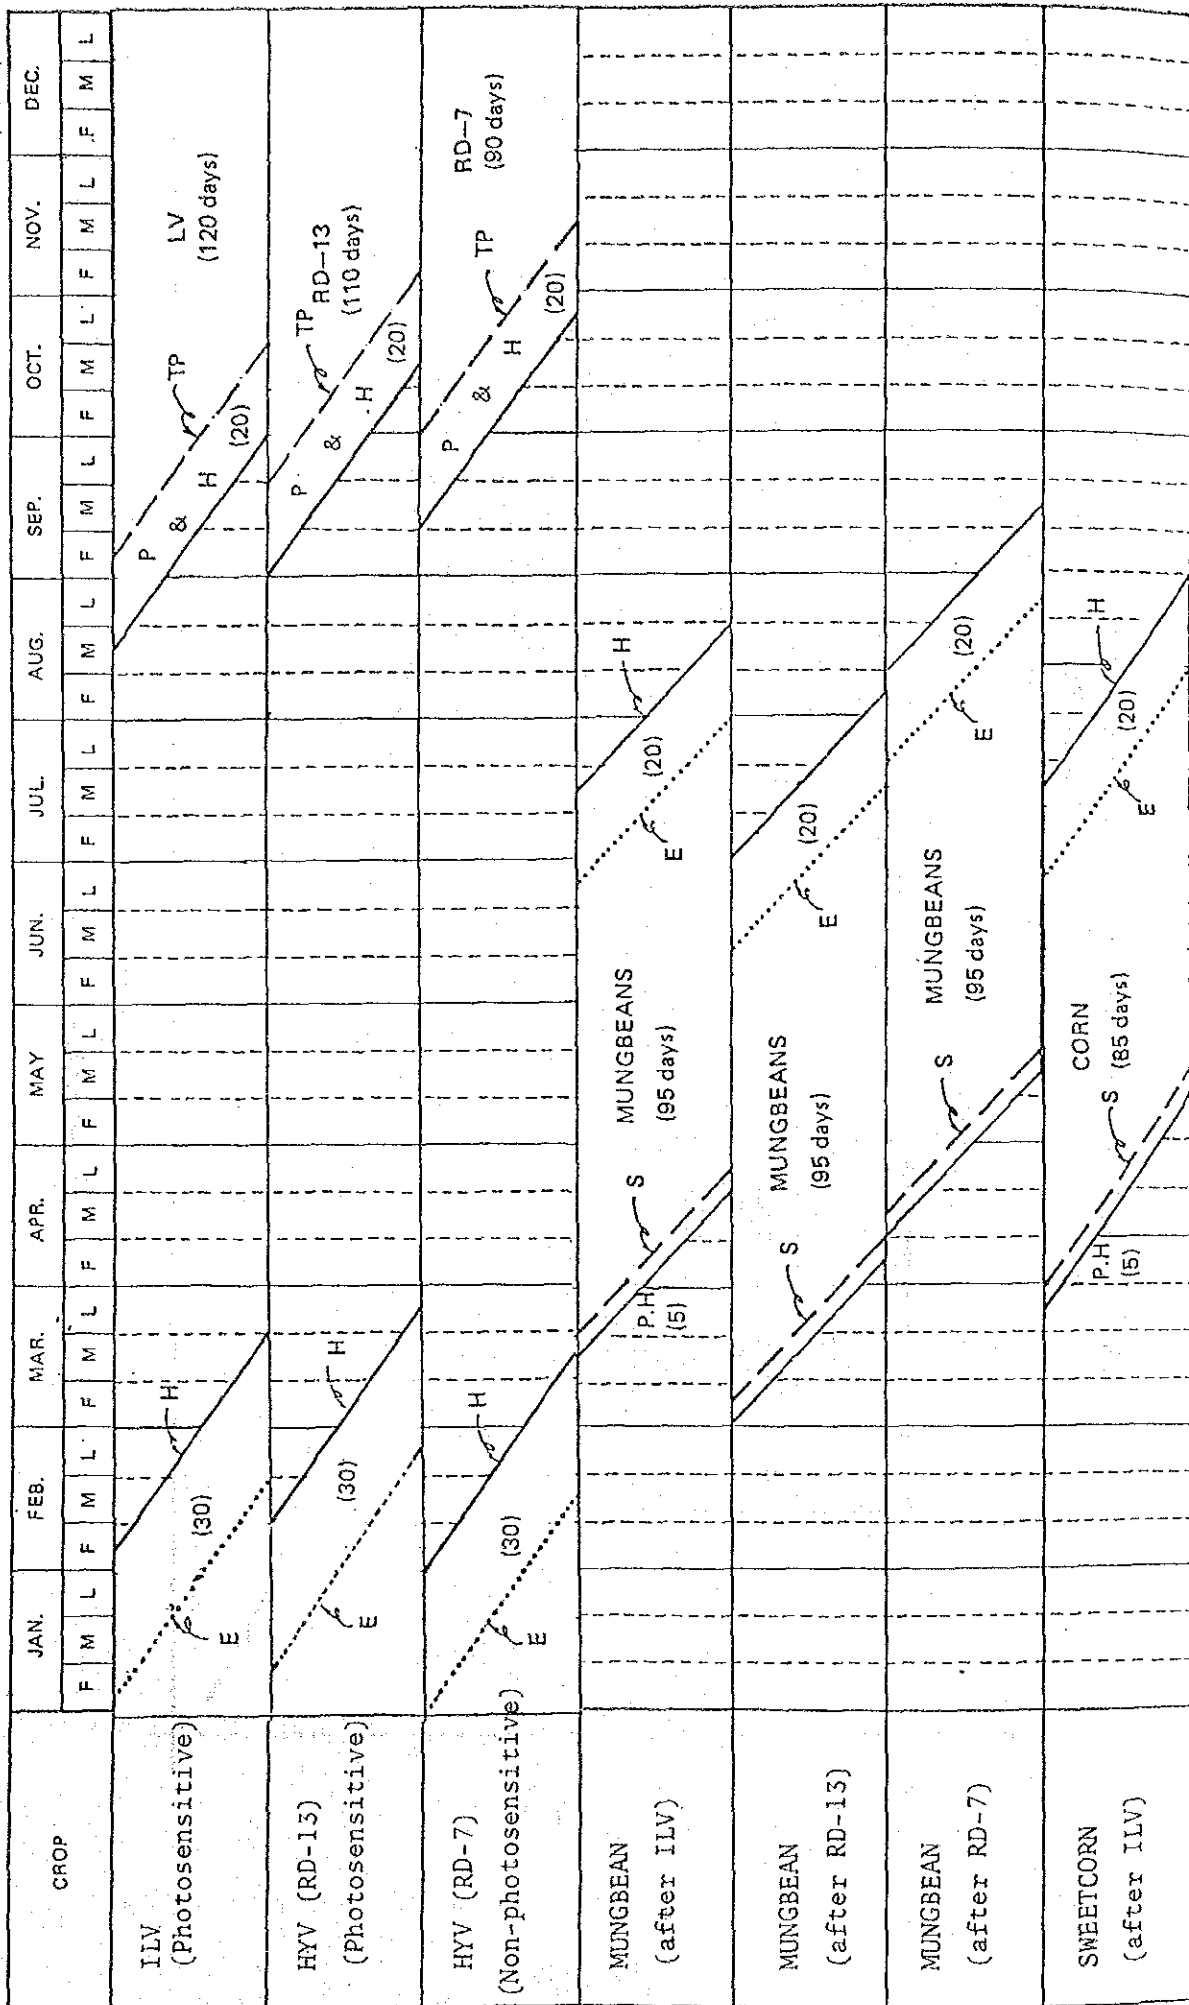 CROP
JAN. FEB. MAR. APR. MAY JUN. JUL. AUG. SEP. OCT. NOV. DEC.
F M L F M L F M L F M L F M L F M L F M L F M L F M L F M L F M L F M L
ILV
(Photosensitive)
E
(30)
H
P & H
(20)
TP
LV
(120 days)
HYV (RD-13)
(Photosensitive)
E
(30)
H
P & H
(20)
TP
RD-13
(110 days)
HYV (RD-7)
(Non-photosensitive)
E
(30)
H
P & H
(20)
TP
RD-7
(90 days)
MUNGBEAN
(after ILV)
P.H
(5)
S
MUNGBEANS
(95 days)
E
(20)
H
MUNGBEAN
(after RD-13)
S
MUNGBEANS
(95 days)
E
(20)
MUNGBEAN
(after RD-7)
S
MUNGBEANS
(95 days)
E
(20)
SWEETCORN
(after ILV)
P.H
(5)
S
CORN
(85 days)
E
(20)
H